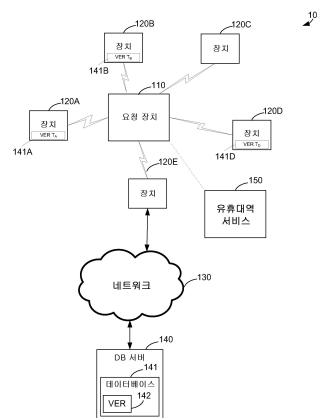 10
120B
장치
VER TB
141B
120C
장치
110
요청 장치
120A
장치
VER TA
141A
120D
장치
VER TD
141D
120E
장치
150
유휴대역
서비스
네트워크
130
140
DB 서버
141
데이터베이스
VER
142